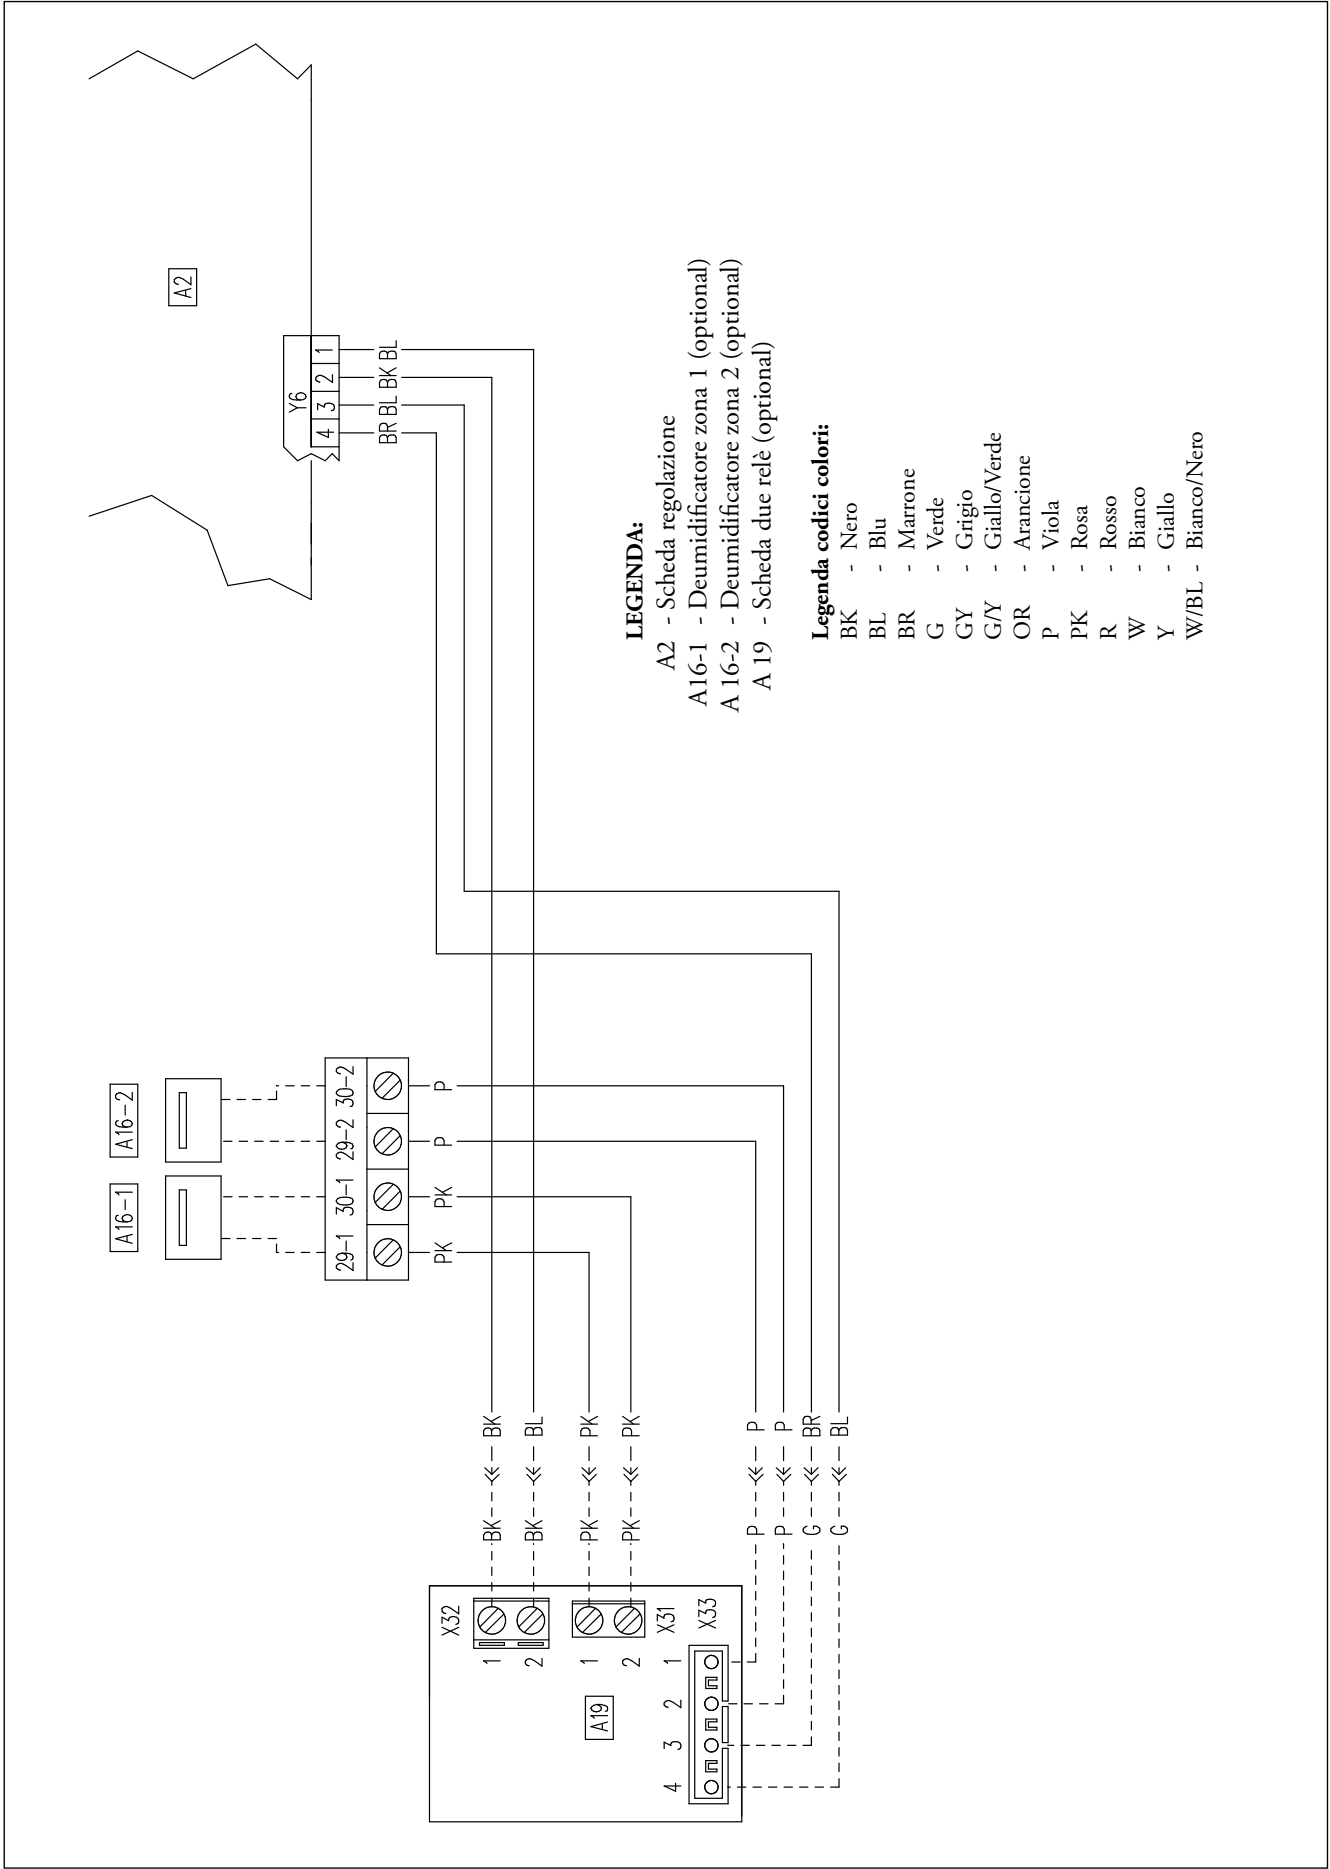 A16-1
A16-2
A2
29-1 30-1 29-2 30-2
PK PK P P
Y6
4 3 2 1
BR BL BK BL
X32
1 BK BK
2 BK BL
1 PK PK
2 PK PK
X31
X33
A19
4 3 2 1
P P
P P
G BR
G BL
LEGENDA:
A2 - Scheda regolazione
A16-1 - Deumidificatore zona 1 (optional)
A 16-2 - Deumidificatore zona 2 (optional)
A 19 - Scheda due relè (optional)
Legenda codici colori:
BK - Nero
BL - Blu
BR - Marrone
G - Verde
GY - Grigio
G/Y - Giallo/Verde
OR - Arancione
P - Viola
PK - Rosa
R - Rosso
W - Bianco
Y - Giallo
W/BL - Bianco/Nero